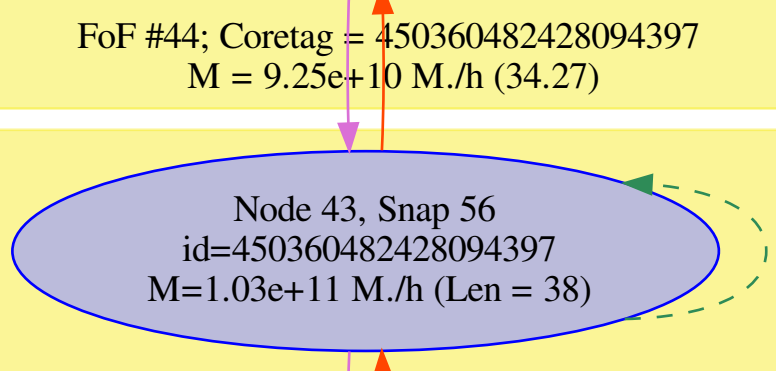 FoF #44; Coretag = 450360482428094397
M = 9.25e+10 M./h (34.27)
Node 43, Snap 56
id=450360482428094397
M=1.03e+11 M./h (Len = 38)